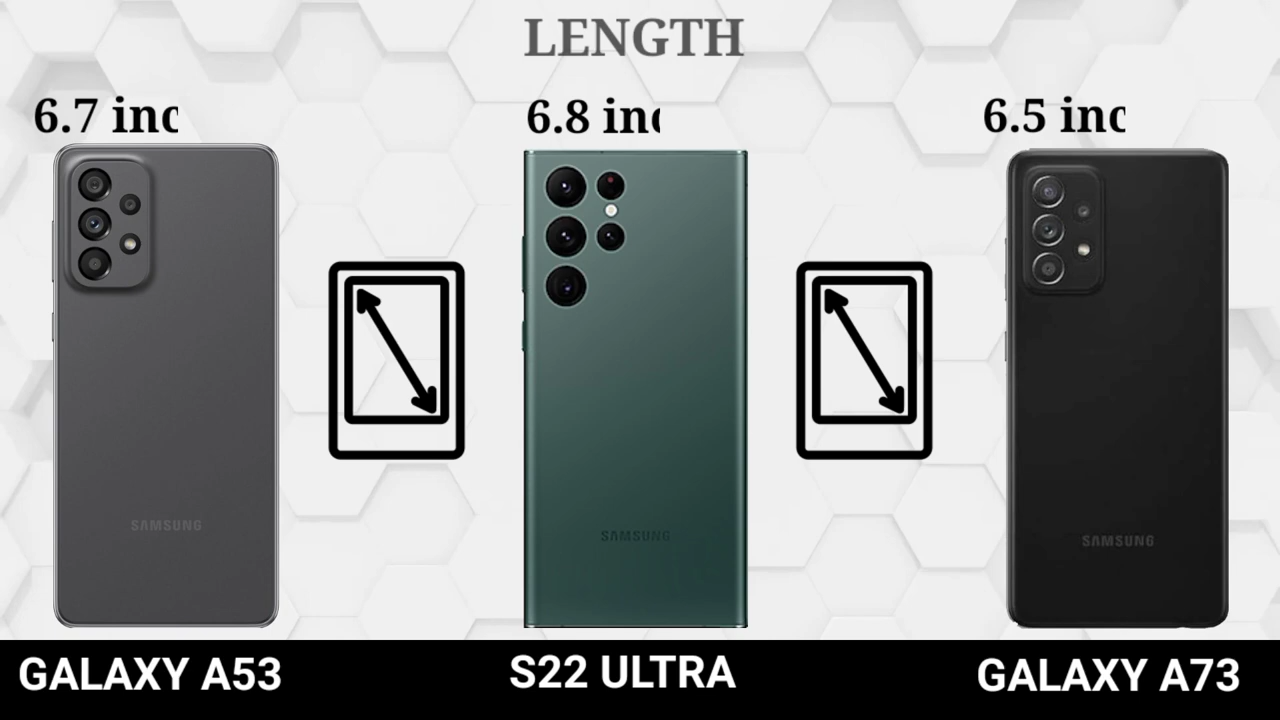 LENGTH
6.7 inc
6.8 inc
6.5 inc
SAMSUNG
SAMSUNG
SAMSUNG
GALAXY A53
S22 ULTRA
GALAXY A73